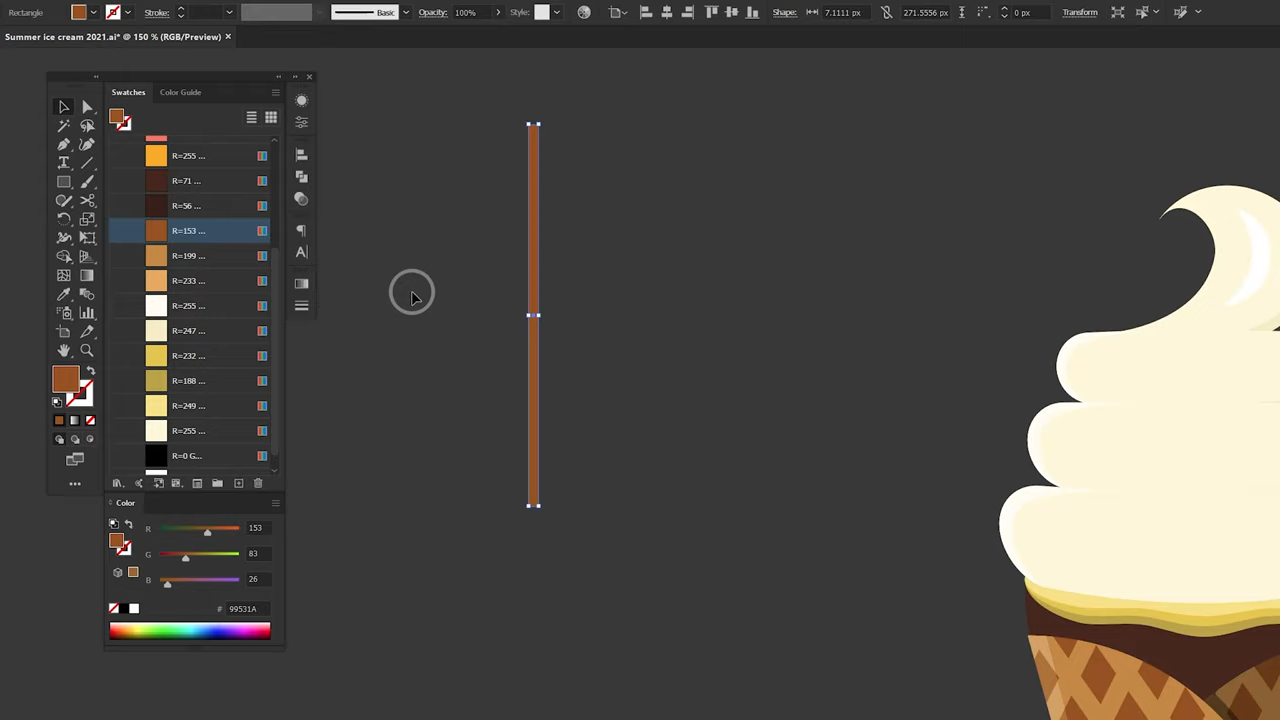 Rectangle Stroke: Basic Opacity: 100% Style: Shape: 7.1111 px 271.5556 px 0 px Transform
Summer ice cream 2021.ai* @ 150 % (RGB/Preview) ×
Swatches Color Guide
R=255 ...
R=71 ...
R=56 ...
R=153 ...
R=199 ...
R=233 ...
R=255 ...
R=247 ...
R=232 ...
R=188 ...
R=249 ...
R=255 ...
R=0 G...
Color
R 153
G 83
B 26
# 99531A